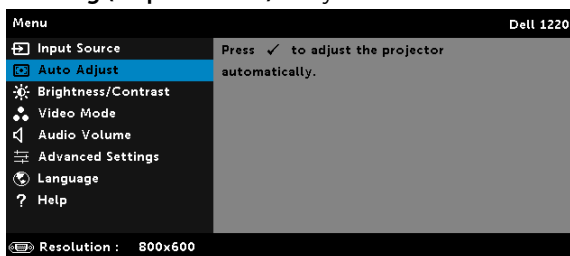 Menu Dell 1220
Input Source
Auto Adjust
Brightness/Contrast
Video Mode
Audio Volume
Advanced Settings
Language
? Help
Press ✓ to adjust the projector
automatically.
Resolution : 800x600